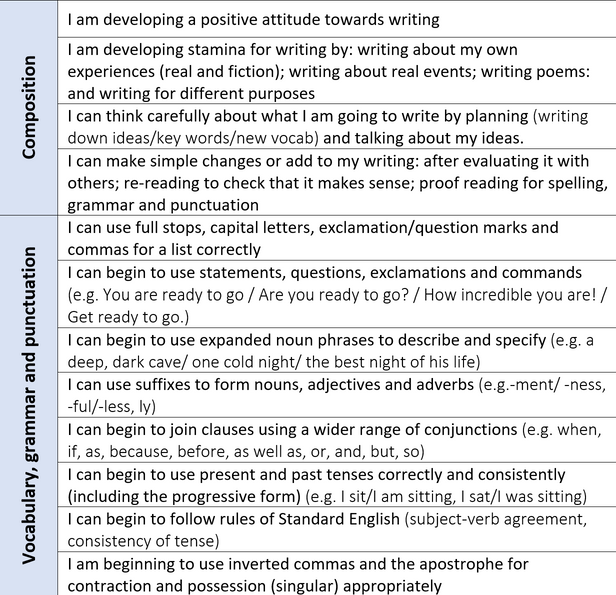 Composition
I am developing a positive attitude towards writing
I am developing stamina for writing by: writing about my own
experiences (real and fiction); writing about real events; writing poems:
and writing for different purposes
I can think carefully about what I am going to write by planning (writing
down ideas/key words/new vocab) and talking about my ideas.
I can make simple changes or add to my writing: after evaluating it with
others; re-reading to check that it makes sense; proof reading for spelling,
grammar and punctuation
Vocabulary, grammar and punctuation
I can use full stops, capital letters, exclamation/question marks and
commas for a list correctly
I can begin to use statements, questions, exclamations and commands
(e.g. You are ready to go / Are you ready to go? / How incredible you are! /
Get ready to go.)
I can begin to use expanded noun phrases to describe and specify (e.g. a
deep, dark cave/ one cold night/ the best night of his life)
I can use suffixes to form nouns, adjectives and adverbs (e.g.-ment/ -ness,
-ful/-less, ly)
I can begin to join clauses using a wider range of conjunctions (e.g. when,
if, as, because, before, as well as, or, and, but, so)
I can begin to use present and past tenses correctly and consistently
(including the progressive form) (e.g. I sit/I am sitting, I sat/I was sitting)
I can begin to follow rules of Standard English (subject-verb agreement,
consistency of tense)
I am beginning to use inverted commas and the apostrophe for
contraction and possession (singular) appropriately